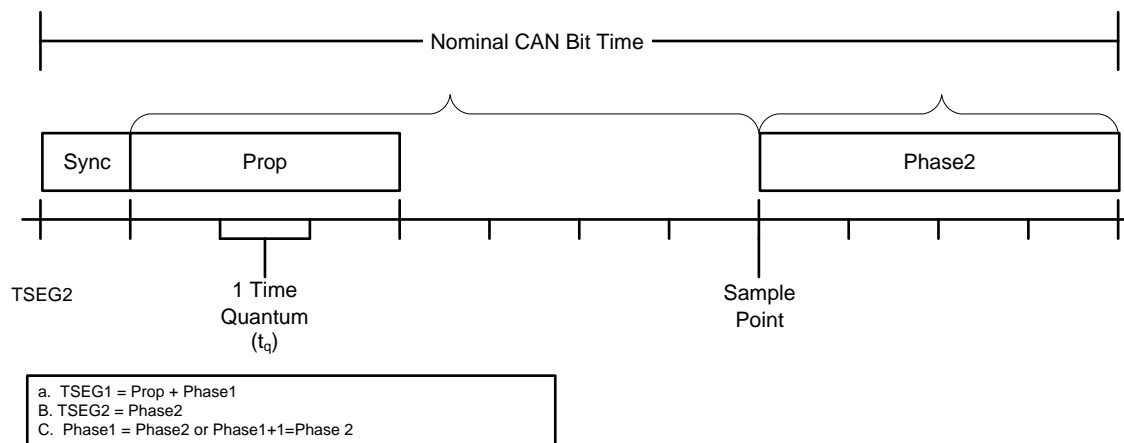 Nominal CAN Bit Time
Sync
Prop
Phase2
TSEG2
1 Time
Quantum
(tq)
Sample
Point
a. TSEG1 = Prop + Phase1
B. TSEG2 = Phase2
C. Phase1 = Phase2 or Phase1+1=Phase 2